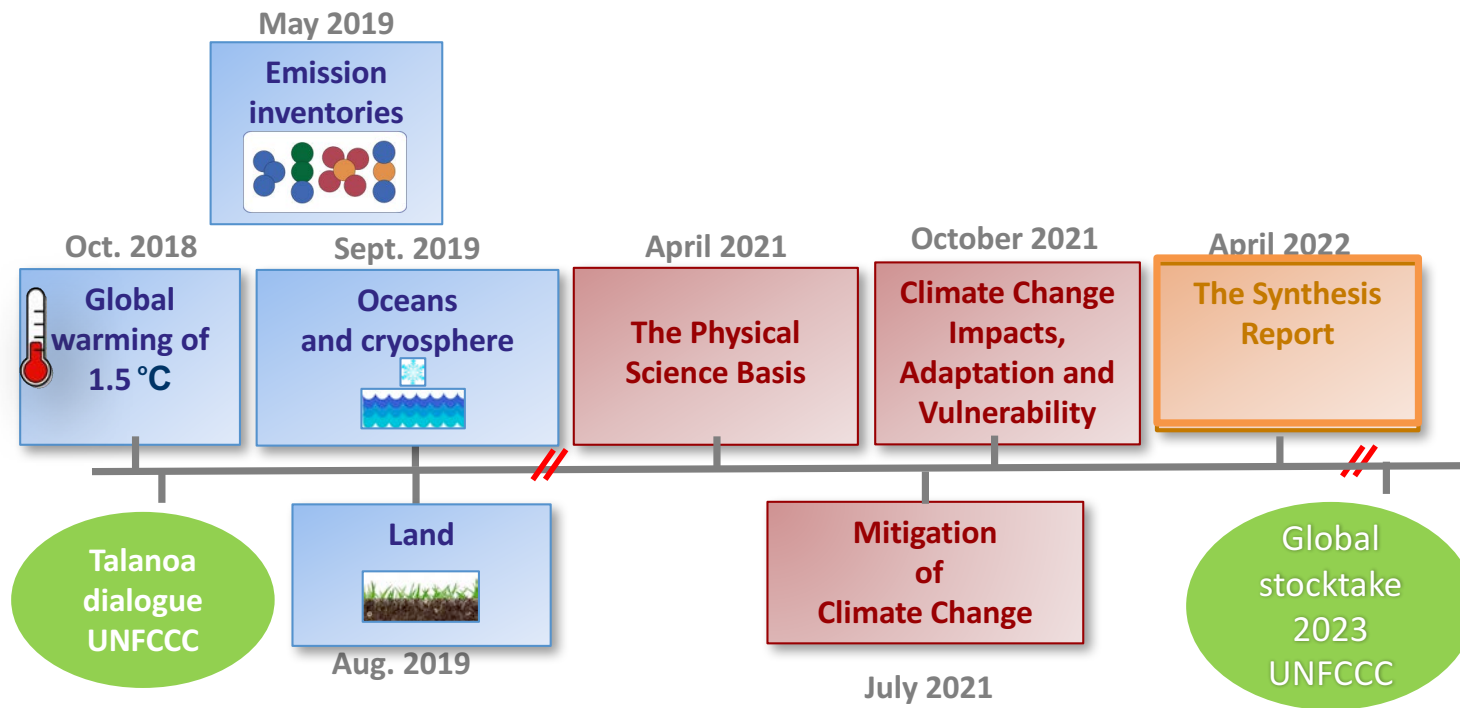 May 2019
Emission
inventories
Oct. 2018
Global
warming of
1.5 °C
Sept. 2019
Oceans
and cryosphere
April 2021
The Physical
Science Basis
October 2021
Climate Change
Impacts,
Adaptation and
Vulnerability
April 2022
The Synthesis
Report
Talanoa
dialogue
UNFCCC
Land
Aug. 2019
Mitigation
of
Climate Change
July 2021
Global
stocktake
2023
UNFCCC